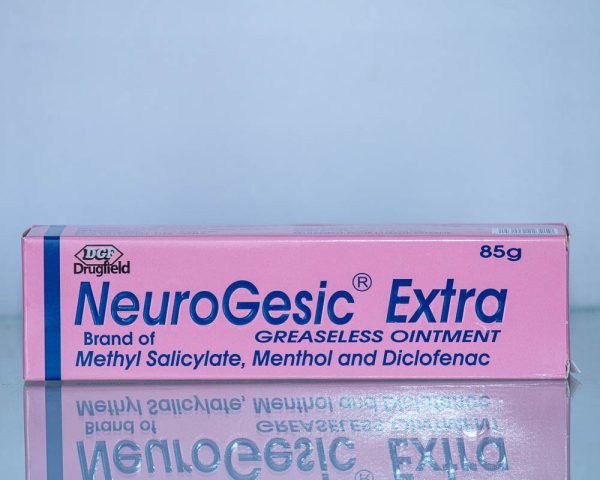 85g
DGF
Drugfield
NeuroGesic® Extra
Brand of GREASELESS OINTMENT
Methyl Salicylate, Menthol and Diclofenac